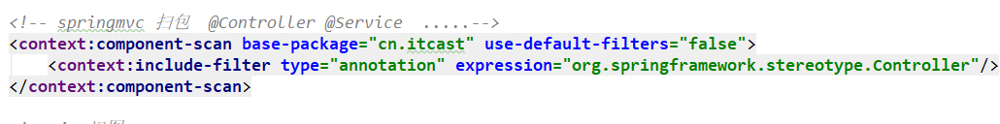 <!-- springmvc 扫包  @Controller @Service  .....-->
<context:component-scan base-package="cn.itcast" use-default-filters="false">
    <context:include-filter type="annotation" expression="org.springframework.stereotype.Controller"/>
</context:component-scan>